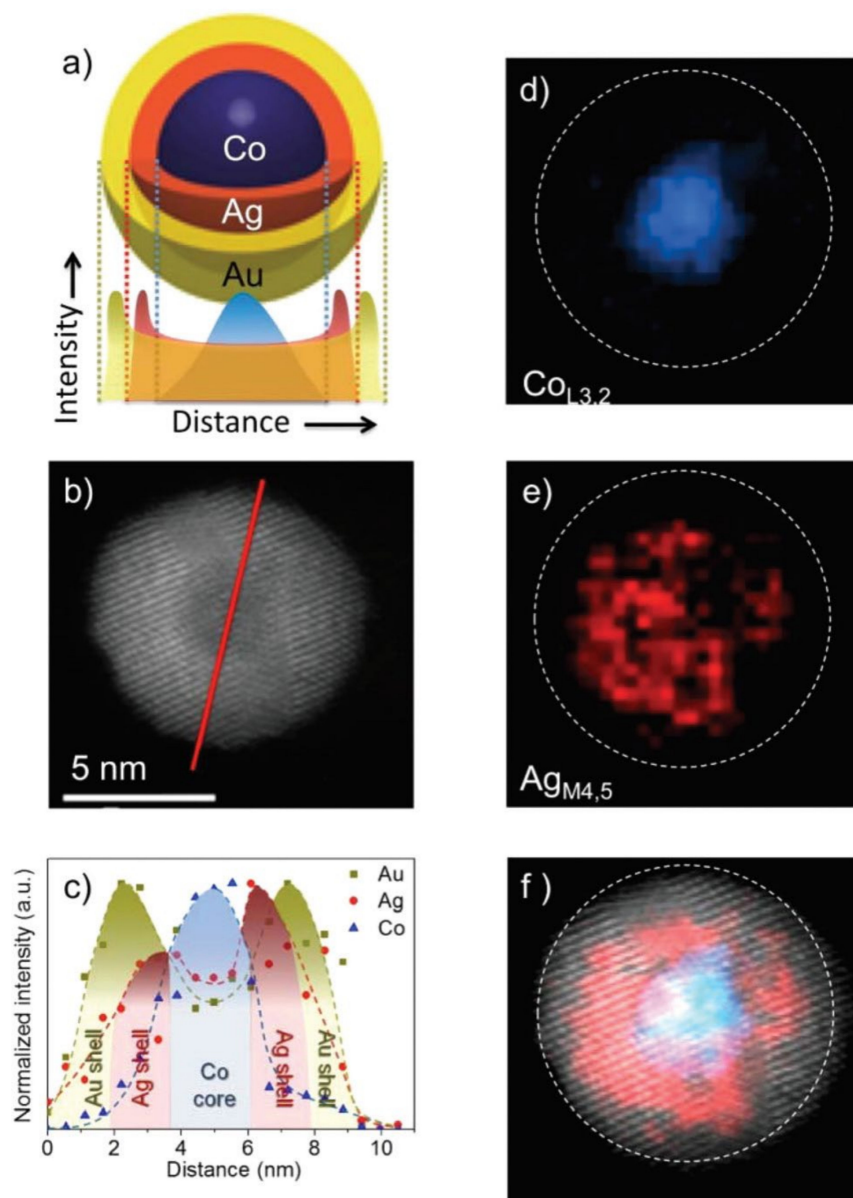 a)
Co
Ag
Au
Intensity
Distance
b)
5 nm
c)
Au
Ag
Co
Normalized intensity (a.u.)
Au shell
Ag shell
Co
core
Ag shell
Au shell
0 2 4 6 8 10
Distance (nm)
d)
CoL3,2
e)
AgM4,5
f)